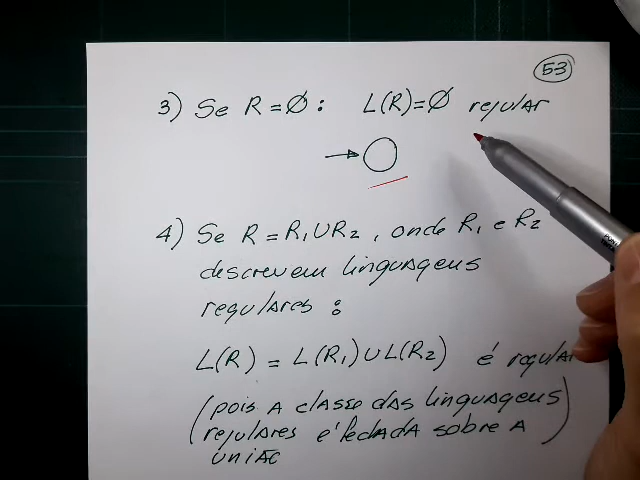 53
3) Se R = Ø : L(R) = Ø regular
4) Se R = R₁ ∪ R₂, onde R₁ e R₂
descrevem linguagens
regulares :
L(R) = L(R₁) ∪ L(R₂) é regular
(pois a classe das linguagens
regulares é fechada sobre a
união)